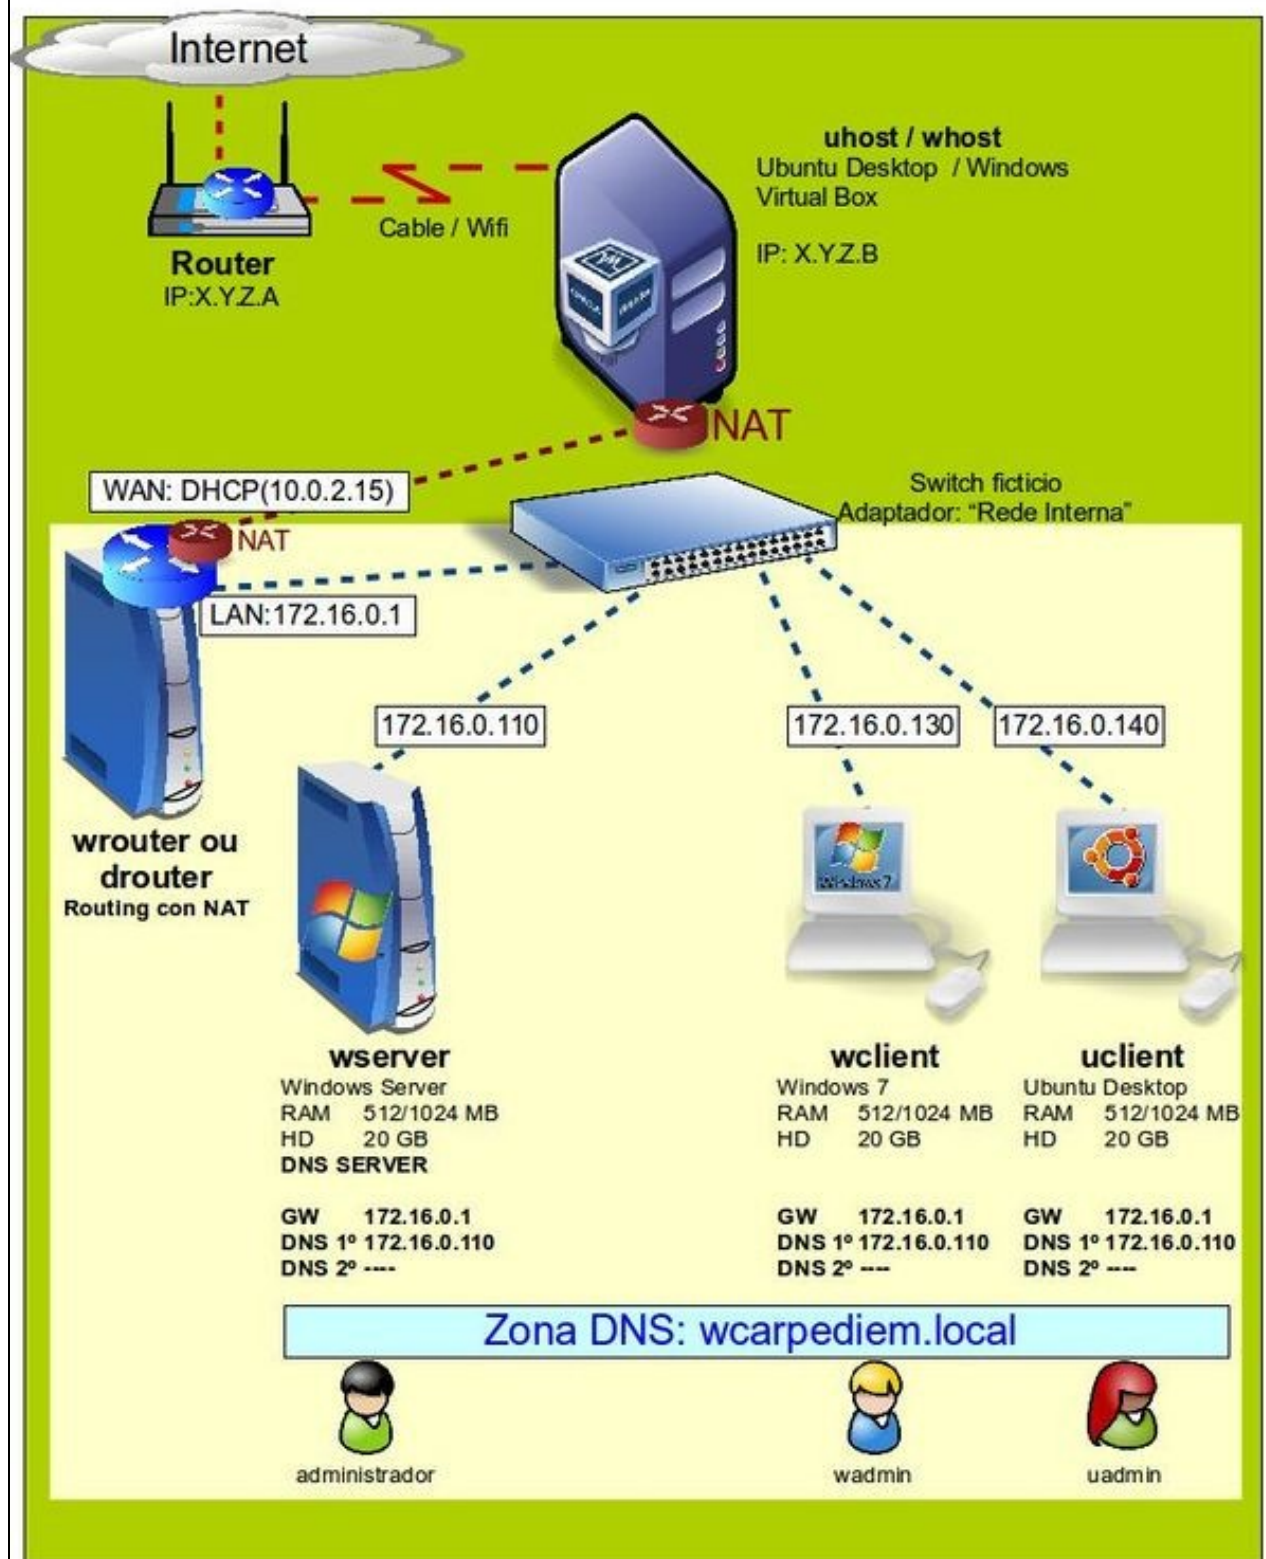 Internet
uhost / whost
Ubuntu Desktop / Windows
Virtual Box
IP: X.Y.Z.B
Cable / Wifi
Router
IP:X.Y.Z.A
NAT
WAN: DHCP(10.0.2.15)
Switch ficticio
Adaptador: “Rede Interna”
NAT
LAN:172.16.0.1
172.16.0.110
172.16.0.130
172.16.0.140
wrouter ou
drouter
Routing con NAT
Windows 7
wserver
Windows Server
RAM 512/1024 MB
HD 20 GB
DNS SERVER
GW 172.16.0.1
DNS 1º 172.16.0.110
DNS 2º ----
wclient
Windows 7
RAM 512/1024 MB
HD 20 GB
GW 172.16.0.1
DNS 1º 172.16.0.110
DNS 2º ----
uclient
Ubuntu Desktop
RAM 512/1024 MB
HD 20 GB
GW 172.16.0.1
DNS 1º 172.16.0.110
DNS 2º ----
Zona DNS: wcarpediem.local
administrador
wadmin
uadmin